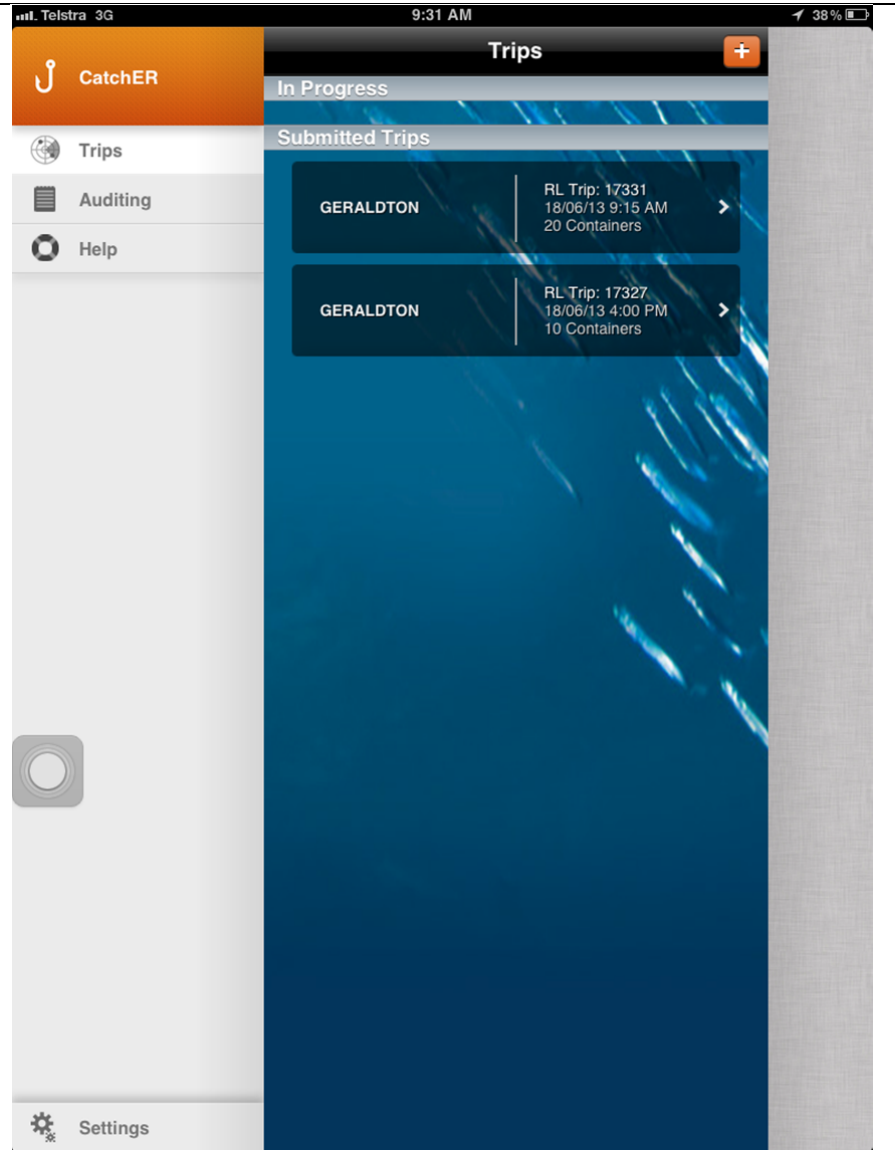 Telstra 3G 9:31 AM 38%
CatchER
Trips
Auditing
Help
Settings
Trips
+
In Progress
Submitted Trips
GERALDTON
RL Trip: 17331
18/06/13 9:15 AM
20 Containers
GERALDTON
RL Trip: 17327
18/06/13 4:00 PM
10 Containers